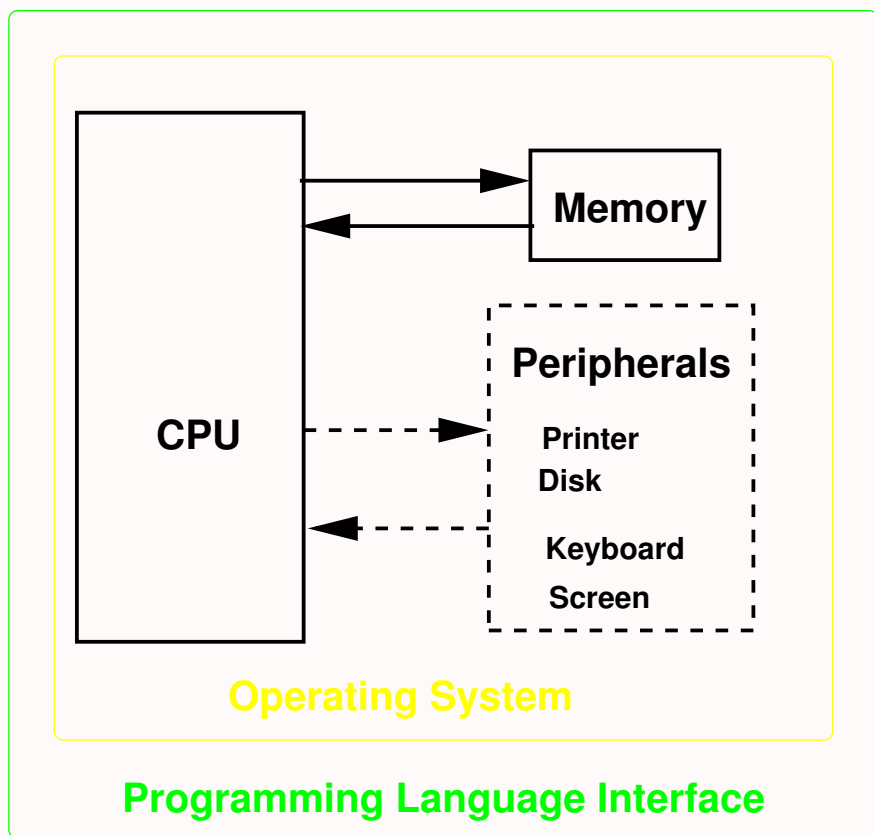 Memory
Peripherals
CPU
Printer
Disk
Keyboard
Screen
Operating System
Programming Language Interface